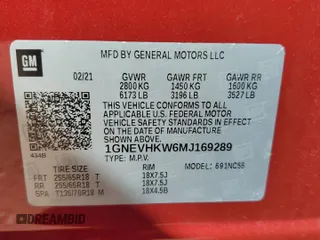 GM
MFD BY GENERAL MOTORS LLC
02/21 GVWR GAWR FRT GAWR RR
2800 KG 1450 KG 1600 KG
6173 LB 3196 LB 3527 LB
THIS VEHICLE CONFORMS TO ALL
APPLICABLE U.S. FEDERAL MOTOR
VEHICLE SAFETY
STANDARDS IN EFFECT ON THE DATE OF
MANUFACTURE SHOWN ABOVE.
1GNEVHKW6MJ169289
TYPE: M.P.V. MODEL:
TIRE SIZE RIM
FRT 255/65R18 T 18X7.5J
RR 255/65R18 T 18X7.5J
SPA T135/70R18 M 18X4.5B
DREAMBID